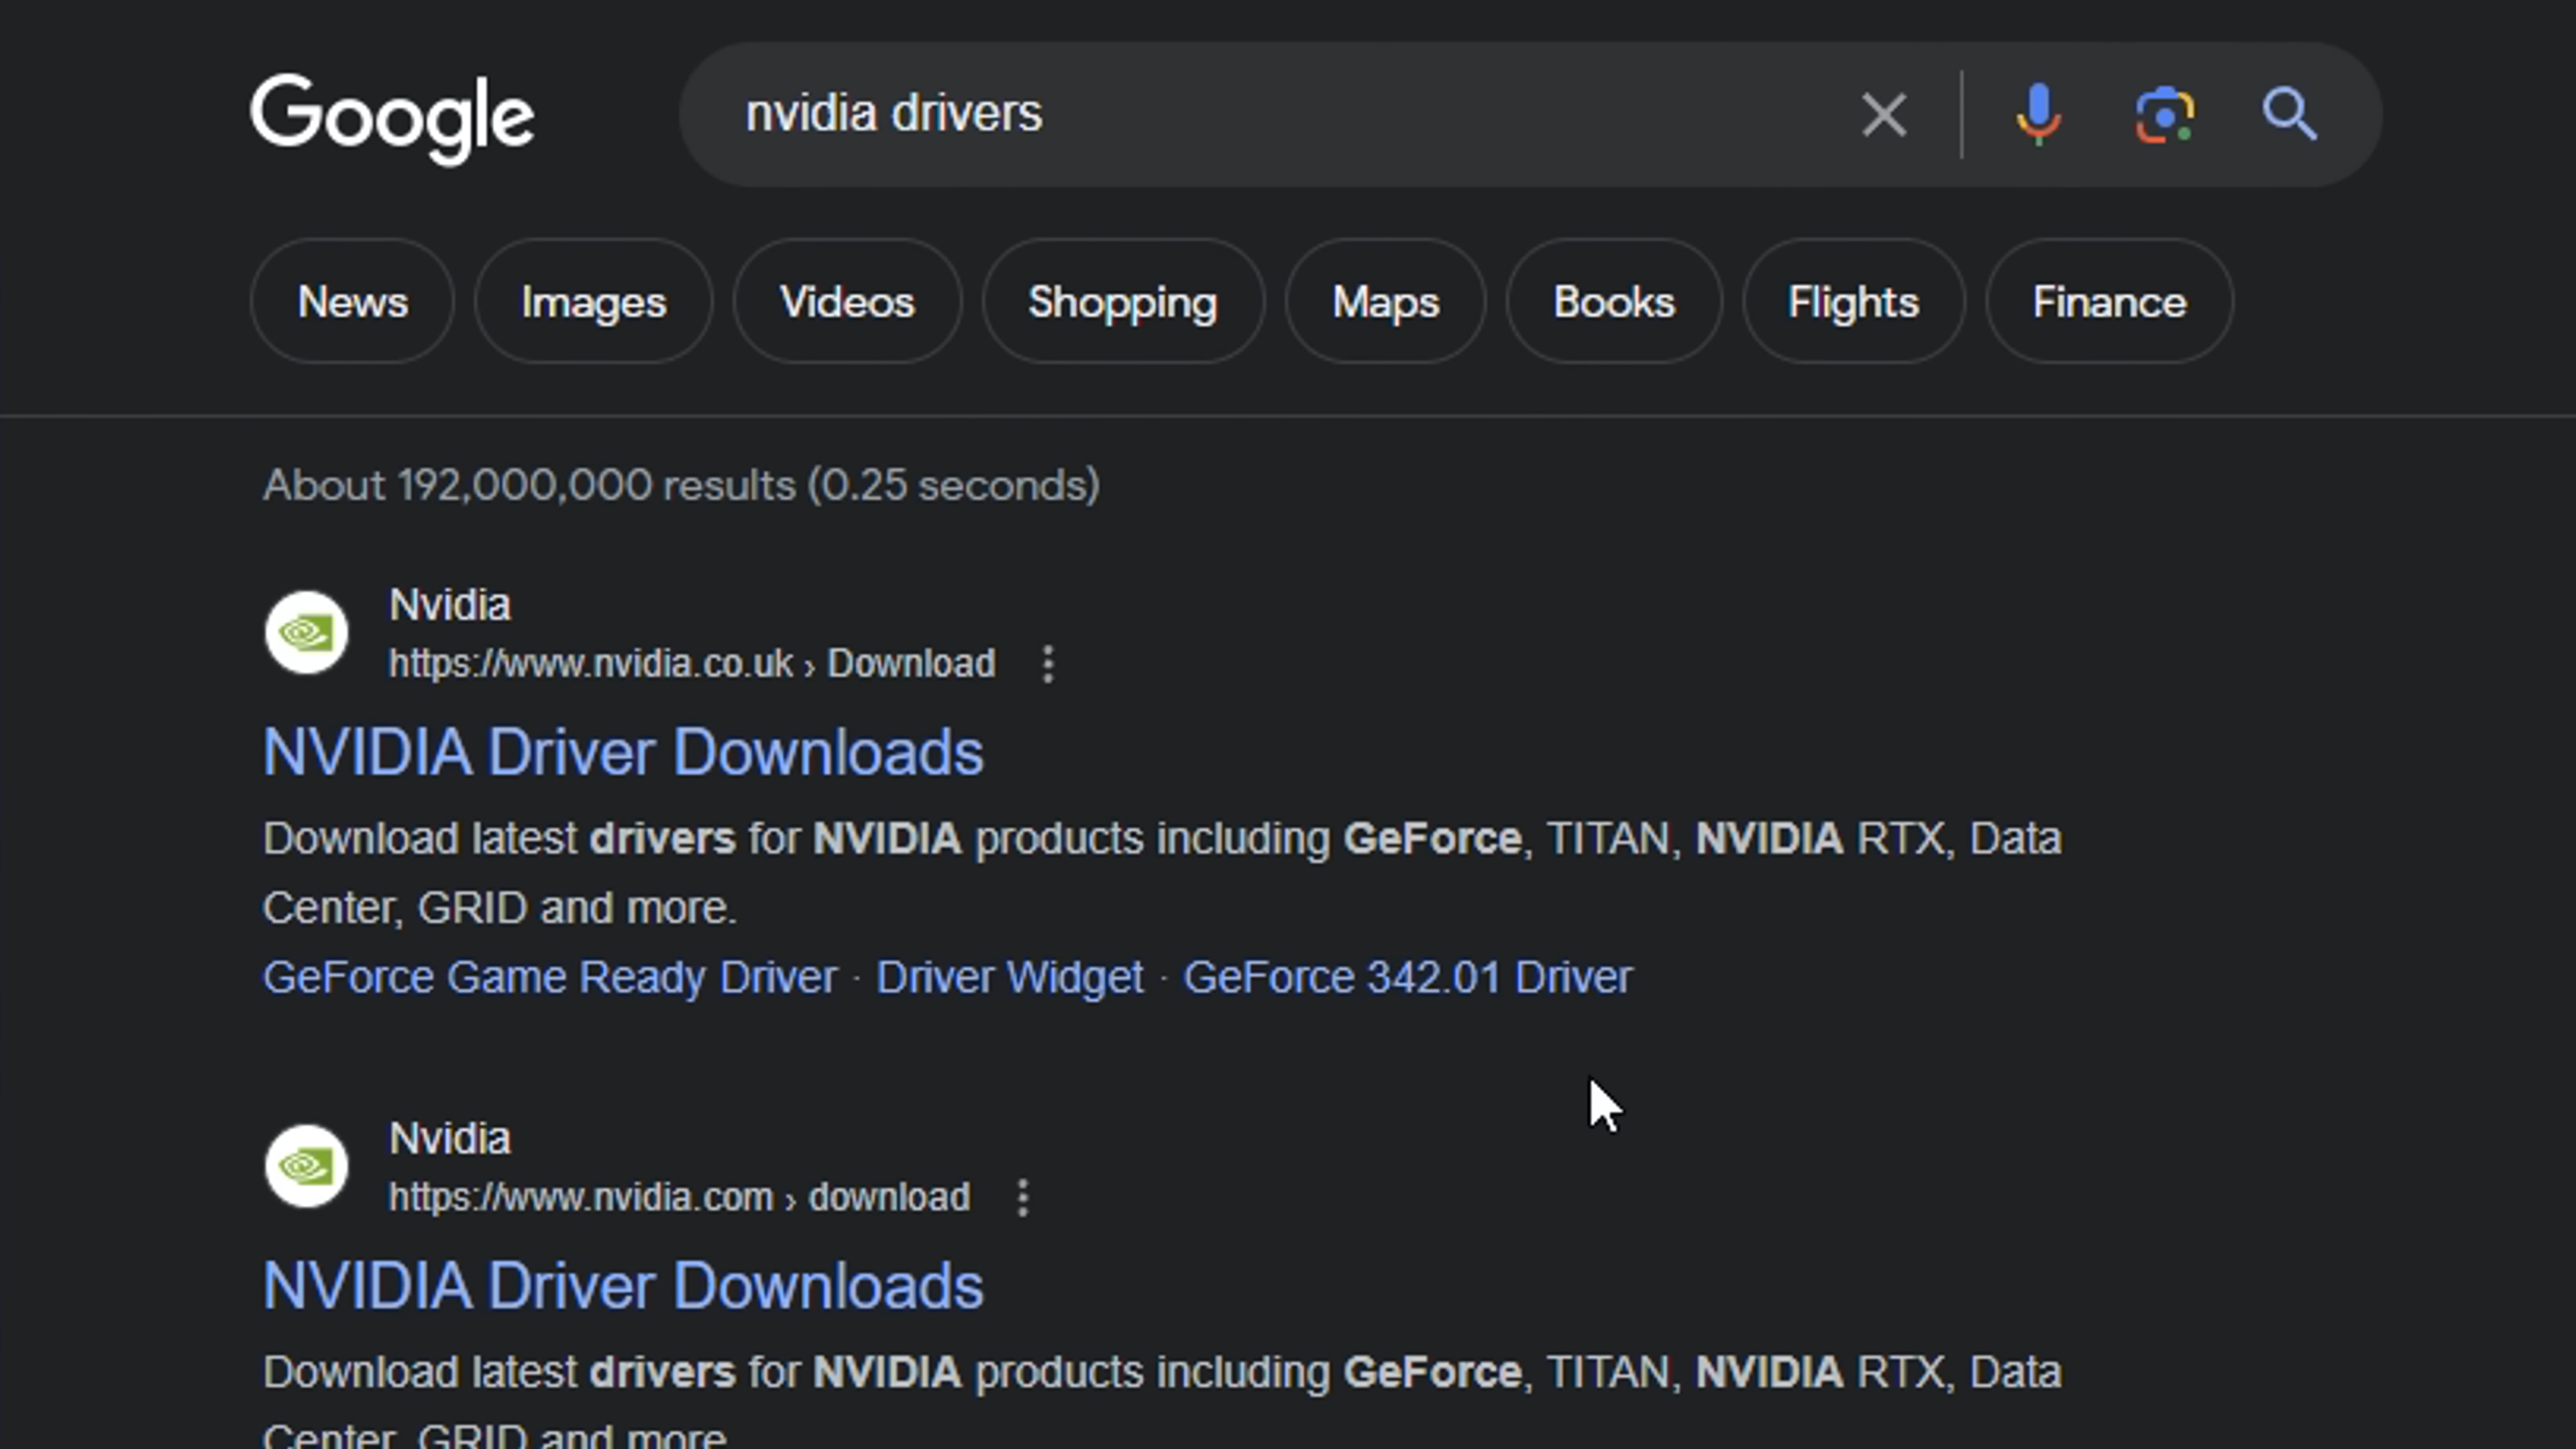 Google
nvidia drivers
News Images Videos Shopping Maps Books Flights Finance
About 192,000,000 results (0.25 seconds)
Nvidia
https://www.nvidia.co.uk › Download
NVIDIA Driver Downloads
Download latest drivers for NVIDIA products including GeForce, TITAN, NVIDIA RTX, Data
Center, GRID and more.
GeForce Game Ready Driver · Driver Widget · GeForce 342.01 Driver
Nvidia
https://www.nvidia.com › download
NVIDIA Driver Downloads
Download latest drivers for NVIDIA products including GeForce, TITAN, NVIDIA RTX, Data
Center, GRID and more